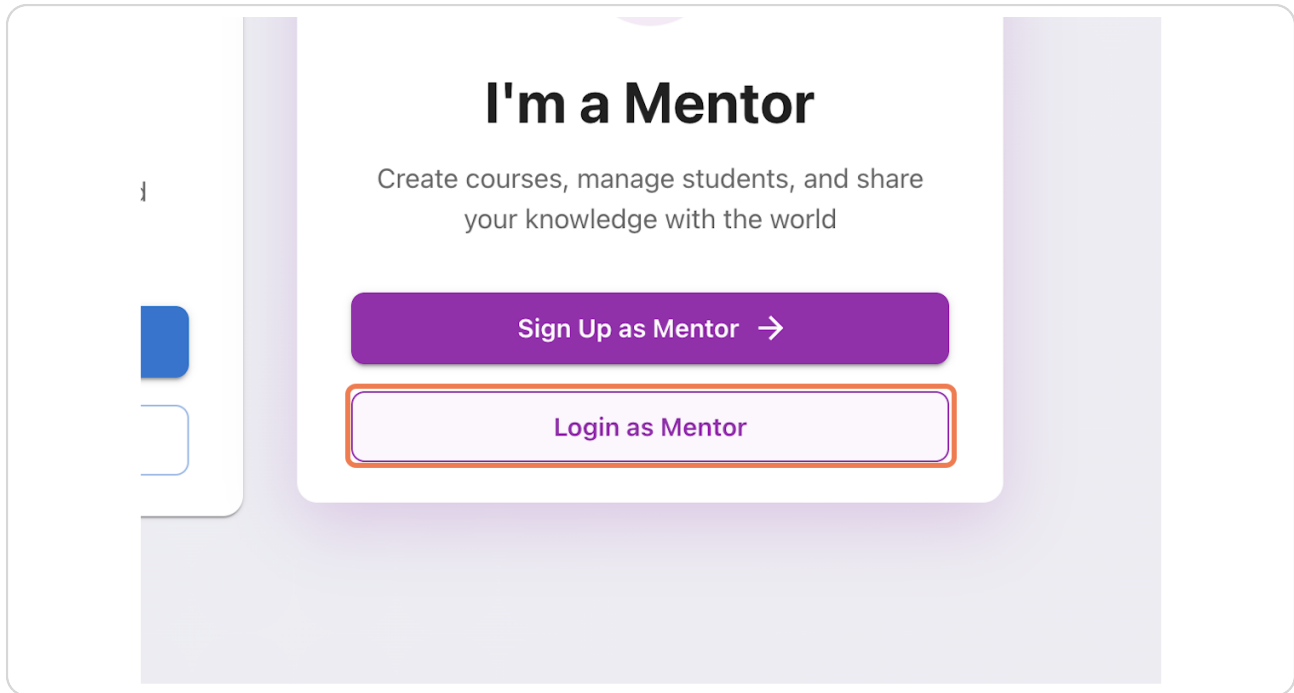 I'm a Mentor
Create courses, manage students, and share
your knowledge with the world
Sign Up as Mentor →
Login as Mentor